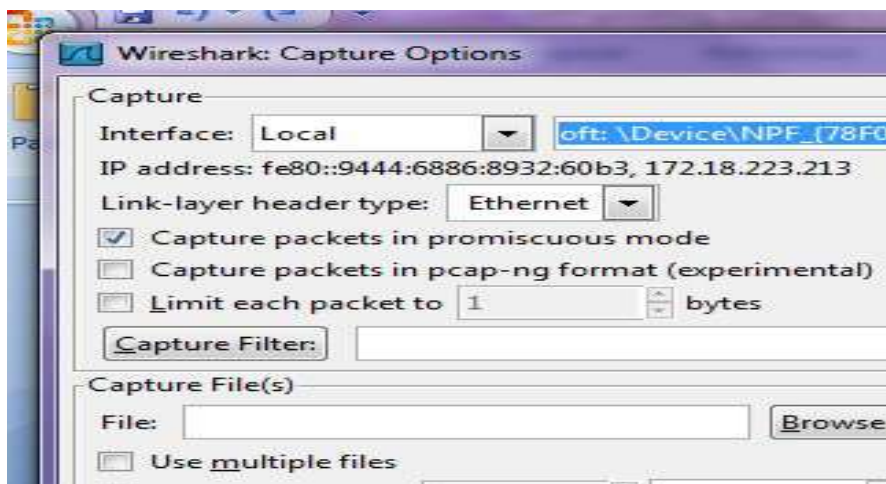 Wireshark: Capture Options
Capture
Interface: Local oft: \Device\NPF_{78F0
IP address: fe80::9444:6886:8932:60b3, 172.18.223.213
Link-layer header type: Ethernet
Capture packets in promiscuous mode
Capture packets in pcap-ng format (experimental)
Limit each packet to 1 bytes
Capture Filter:
Capture File(s)
File: Browse
Use multiple files